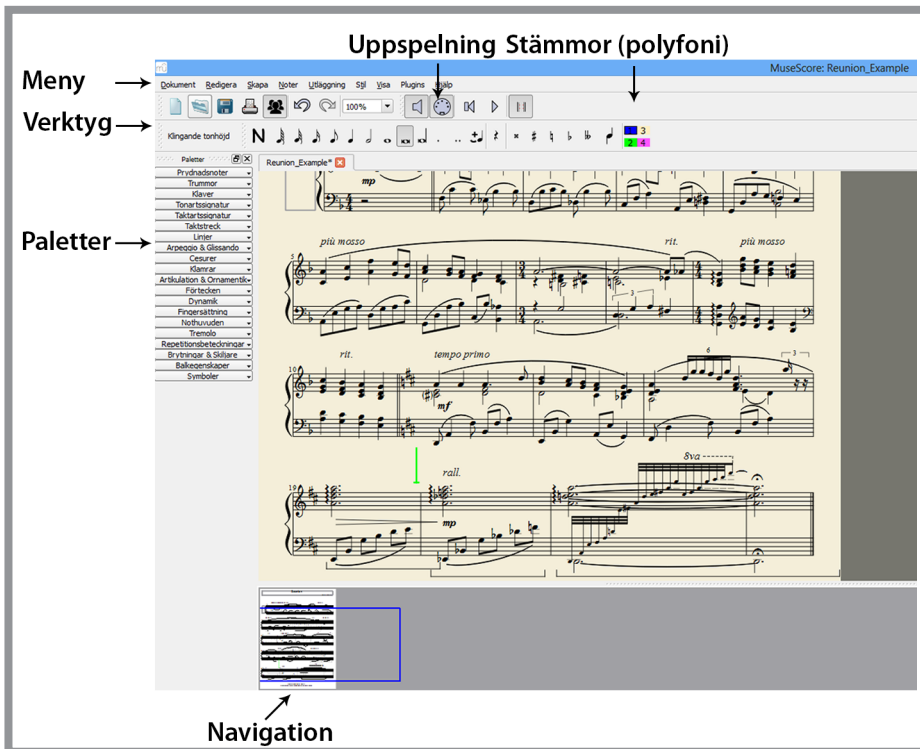 Uppspelning Stämmor (polyfoni)
MuseScore: Reunion_Example
Meny
Dokument Redigera Skapa Noter Utläggning Stil Visa Plugins Hjälp
100%
Verktyg
Klingande tonhöjd
1 3
2 4
Paletter
Reunion_Example*
Prydnadsnoter
Trummor
Klaver
Tonartssignatur
Taktartssignatur
Taktstreck
Linjer
Arpeggio & Glissando
Cesurer
Klamrar
Artikulation & Ornamentik
Förtecken
Dynamik
Fingersättning
Nothuvuden
Tremolo
Repetitionsbeteckningar
Brytningar & Skiljare
Balkegenskaper
Symboler
Paletter
mp
più mosso rit. più mosso
5
3
rit. tempo primo
6
3
10
mf
8va
rall.
19
mp
Navigation